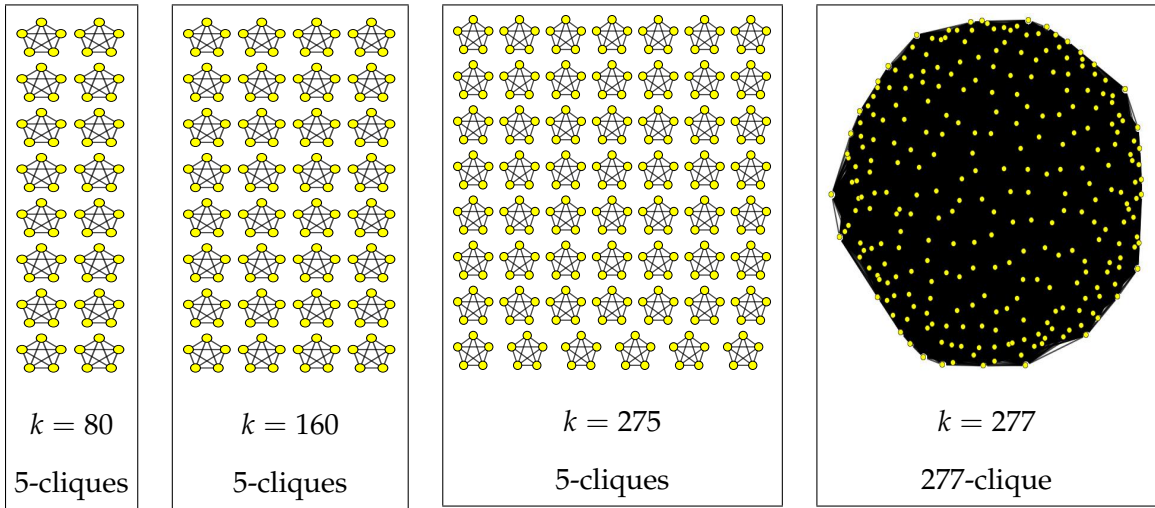 k = 80
5-cliques
k = 160
5-cliques
k = 275
5-cliques
k = 277
277-clique